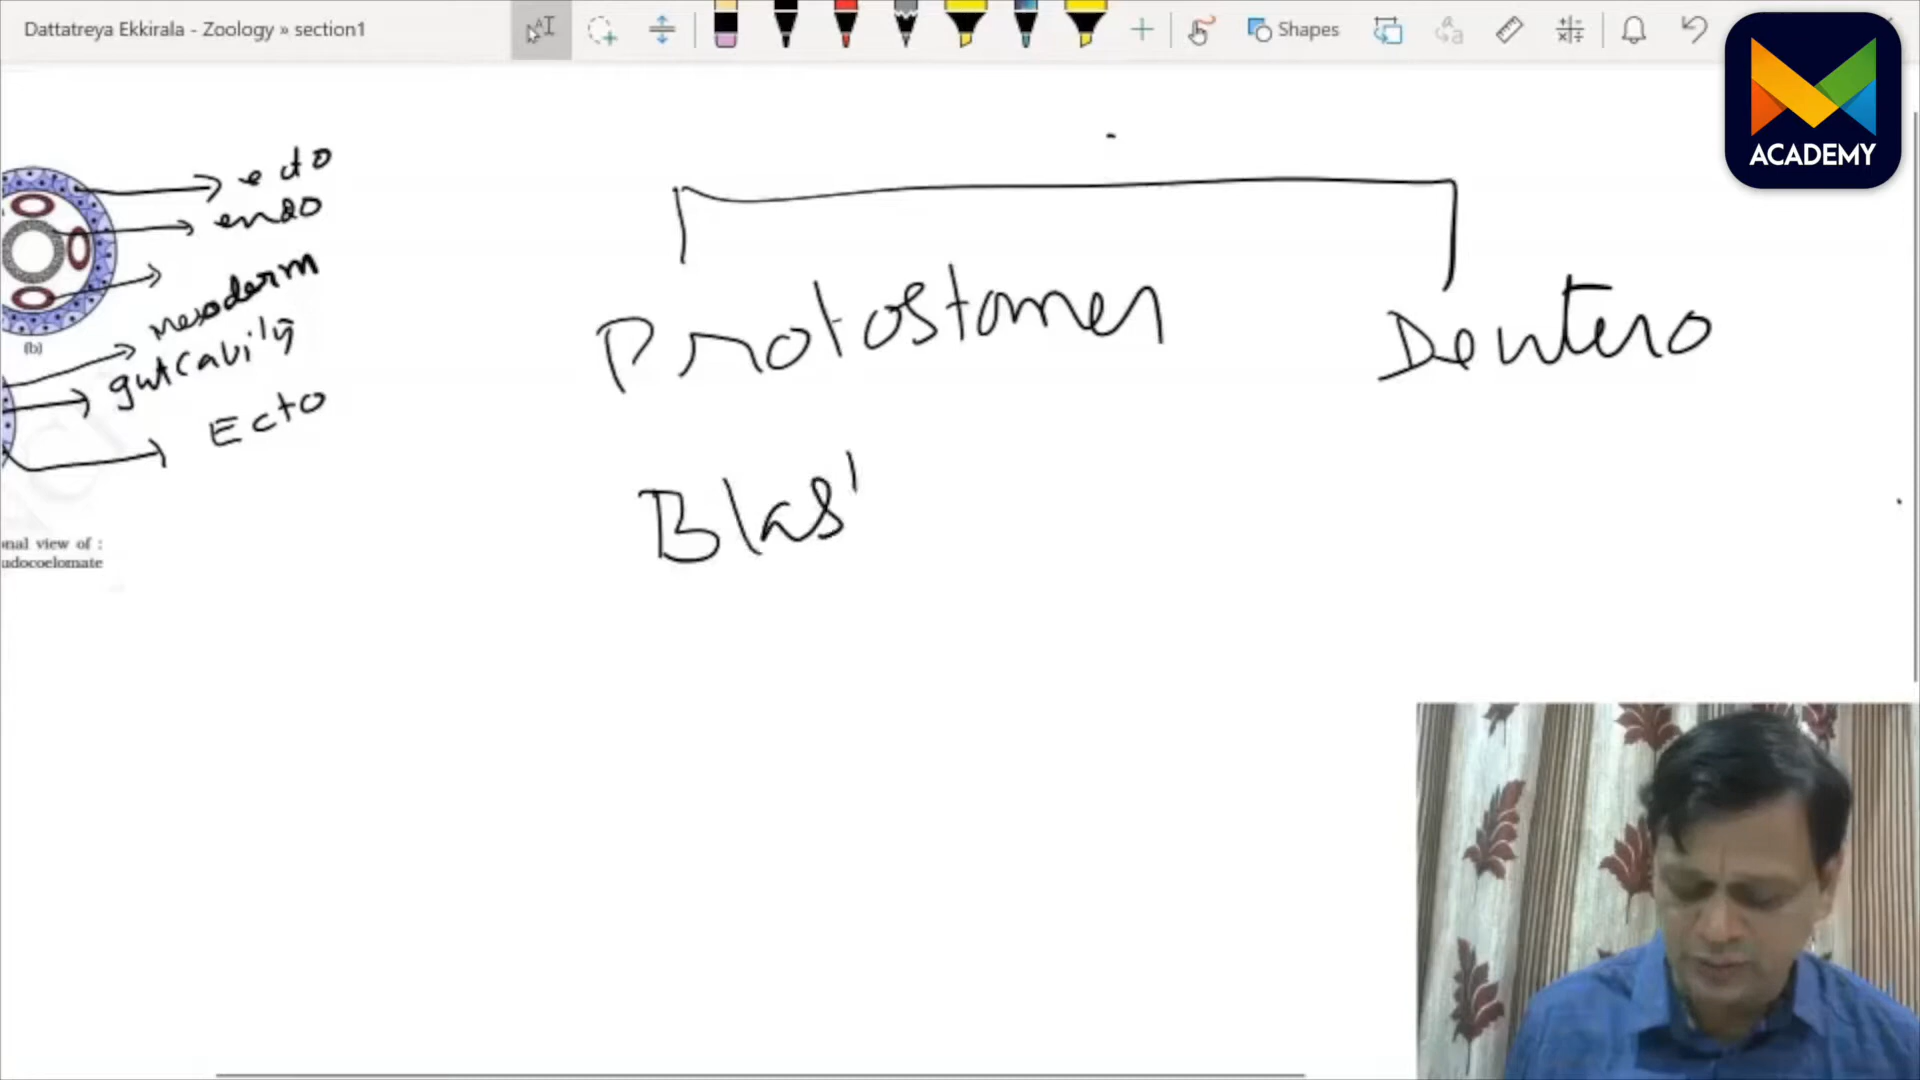 Dattatreya Ekkirala - Zoology » section1
Shapes
ACADEMY
ecto
endo
mesoderm
gutcavity
Ecto
(b)
onal view of :
udocoelomate
Protostomes
Deutero
Blas